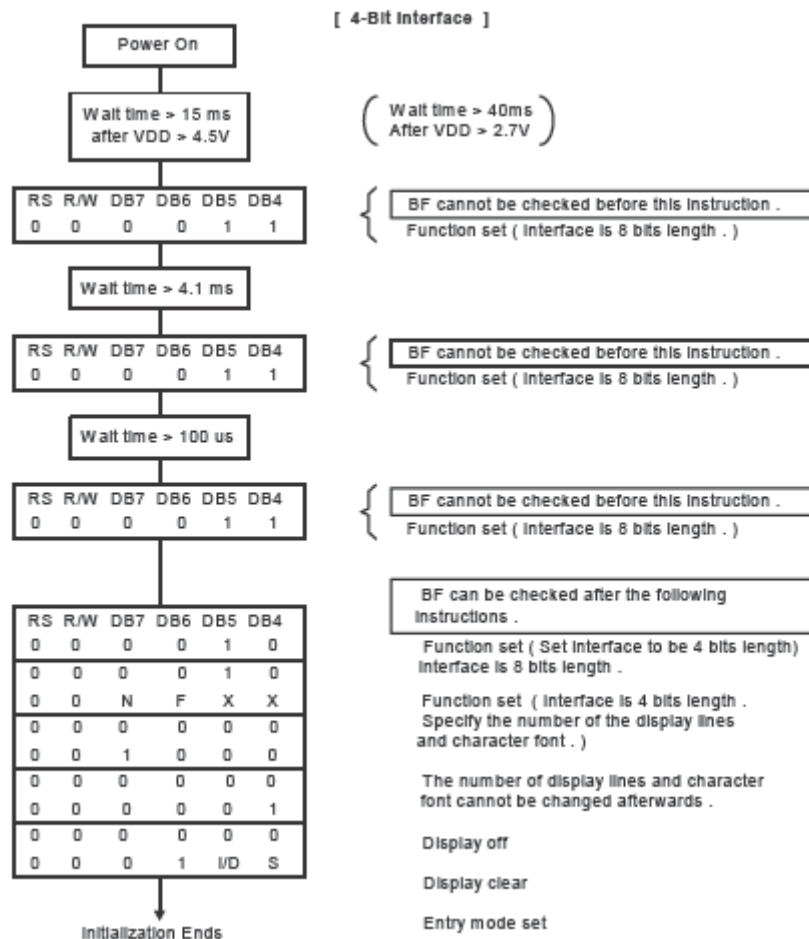 [ 4-Bit Interface ]
Power On
Wait time > 15 ms
after VDD > 4.5V
Wait time > 40ms
After VDD > 2.7V
RS R/W DB7 DB6 DB5 DB4
0 0 0 0 1 1
BF cannot be checked before this instruction .
Function set ( Interface is 8 bits length . )
Wait time > 4.1 ms
RS R/W DB7 DB6 DB5 DB4
0 0 0 0 1 1
BF cannot be checked before this instruction .
Function set ( Interface is 8 bits length . )
Wait time > 100 us
RS R/W DB7 DB6 DB5 DB4
0 0 0 0 1 1
BF cannot be checked before this instruction .
Function set ( Interface is 8 bits length . )
RS R/W DB7 DB6 DB5 DB4
0 0 0 0 1 0
0 0 0 0 1 0
0 0 N F X X
0 0 0 0 0 0
0 0 1 0 0 0
0 0 0 0 0 0
0 0 0 0 0 1
0 0 0 0 0 0
0 0 0 1 I/D S
Initialization Ends
BF can be checked after the following
instructions .
Function set ( Set interface to be 4 bits length)
Interface is 8 bits length .
Function set ( Interface is 4 bits length .
Specify the number of the display lines
and character font . )
The number of display lines and character
font cannot be changed afterwards .
Display off
Display clear
Entry mode set